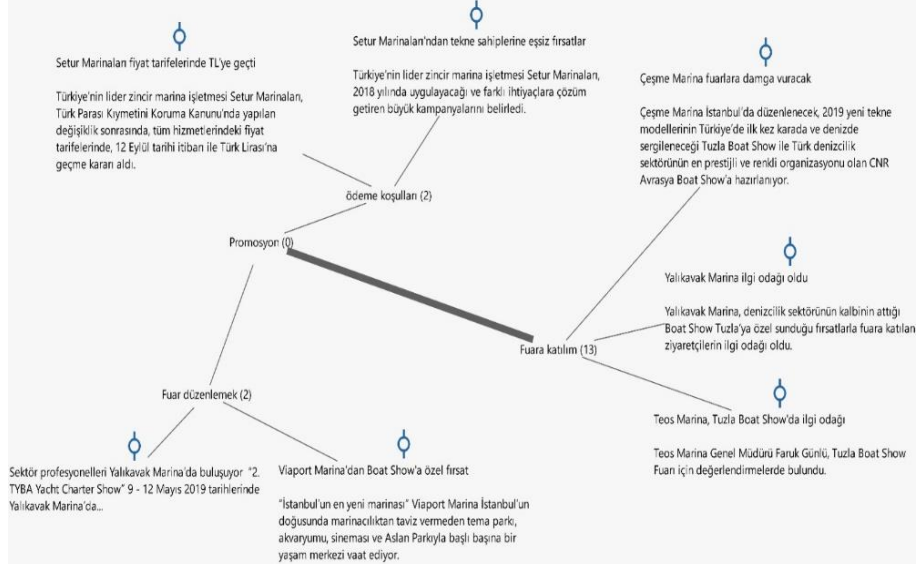 Setur Marinaları fiyat tarifelerinde TL'ye geçti
Türkiye'nin lider zincir marina işletmesi Setur Marinaları,
Türk Parası Kıymetini Koruma Kanunu'nda yapılan
değişiklik sonrasında, tüm hizmetlerindeki fiyat
tarifelerinde, 12 Eylül tarihi itibarı ile Türk Lirası'na
geçme kararı aldı.
Setur Marinaları'ndan tekne sahiplerine eşsiz fırsatlar
Türkiye'nin lider zincir marina işletmesi Setur Marinaları,
2018 yılında uygulayacağı ve farklı ihtiyaçlara çözüm
getiren büyük kampanyalarını belirledi.
Çeşme Marina fuarlara damga vuracak
Çeşme Marina İstanbul'da düzenlenecek, 2019 yeni tekne
modellerinin Türkiye'de ilk kez karada ve denizde
sergileneceği Tuzla Boat Show ile Türk denizcilik
sektörünün en prestijli ve renkli organizasyonu olan CNR
Avrasya Boat Show'a hazırlanıyor.
ödeme koşulları (2)
Promosyon (0)
Yalıkavak Marina ilgi odağı oldu
Yalıkavak Marina, denizcilik sektörünün kalbinin attığı
Boat Show Tuzla'ya özel sunduğu fırsatlarla fuara katılan
ziyaretçilerin ilgi odağı oldu.
Fuara katılım (13)
Fuar düzenlemek (2)
Teos Marina, Tuzla Boat Show'da ilgi odağı
Teos Marina Genel Müdürü Faruk Günlü, Tuzla Boat Show
Fuarı için değerlendirmelerde bulundu.
Sektör profesyonelleri Yalıkavak Marina'da buluşuyor "2.
TYBA Yacht Charter Show" 9 - 12 Mayıs 2019 tarihlerinde
Yalıkavak Marina'da...
Viaport Marina'dan Boat Show'a özel fırsat
"İstanbul'un en yeni marinası" Viaport Marina İstanbul'un
doğusunda marinacılıktan taviz vermeden tema parkı,
akvaryumu, sineması ve Aslan Parkıyla başlı başına bir
yaşam merkezi vaat ediyor.